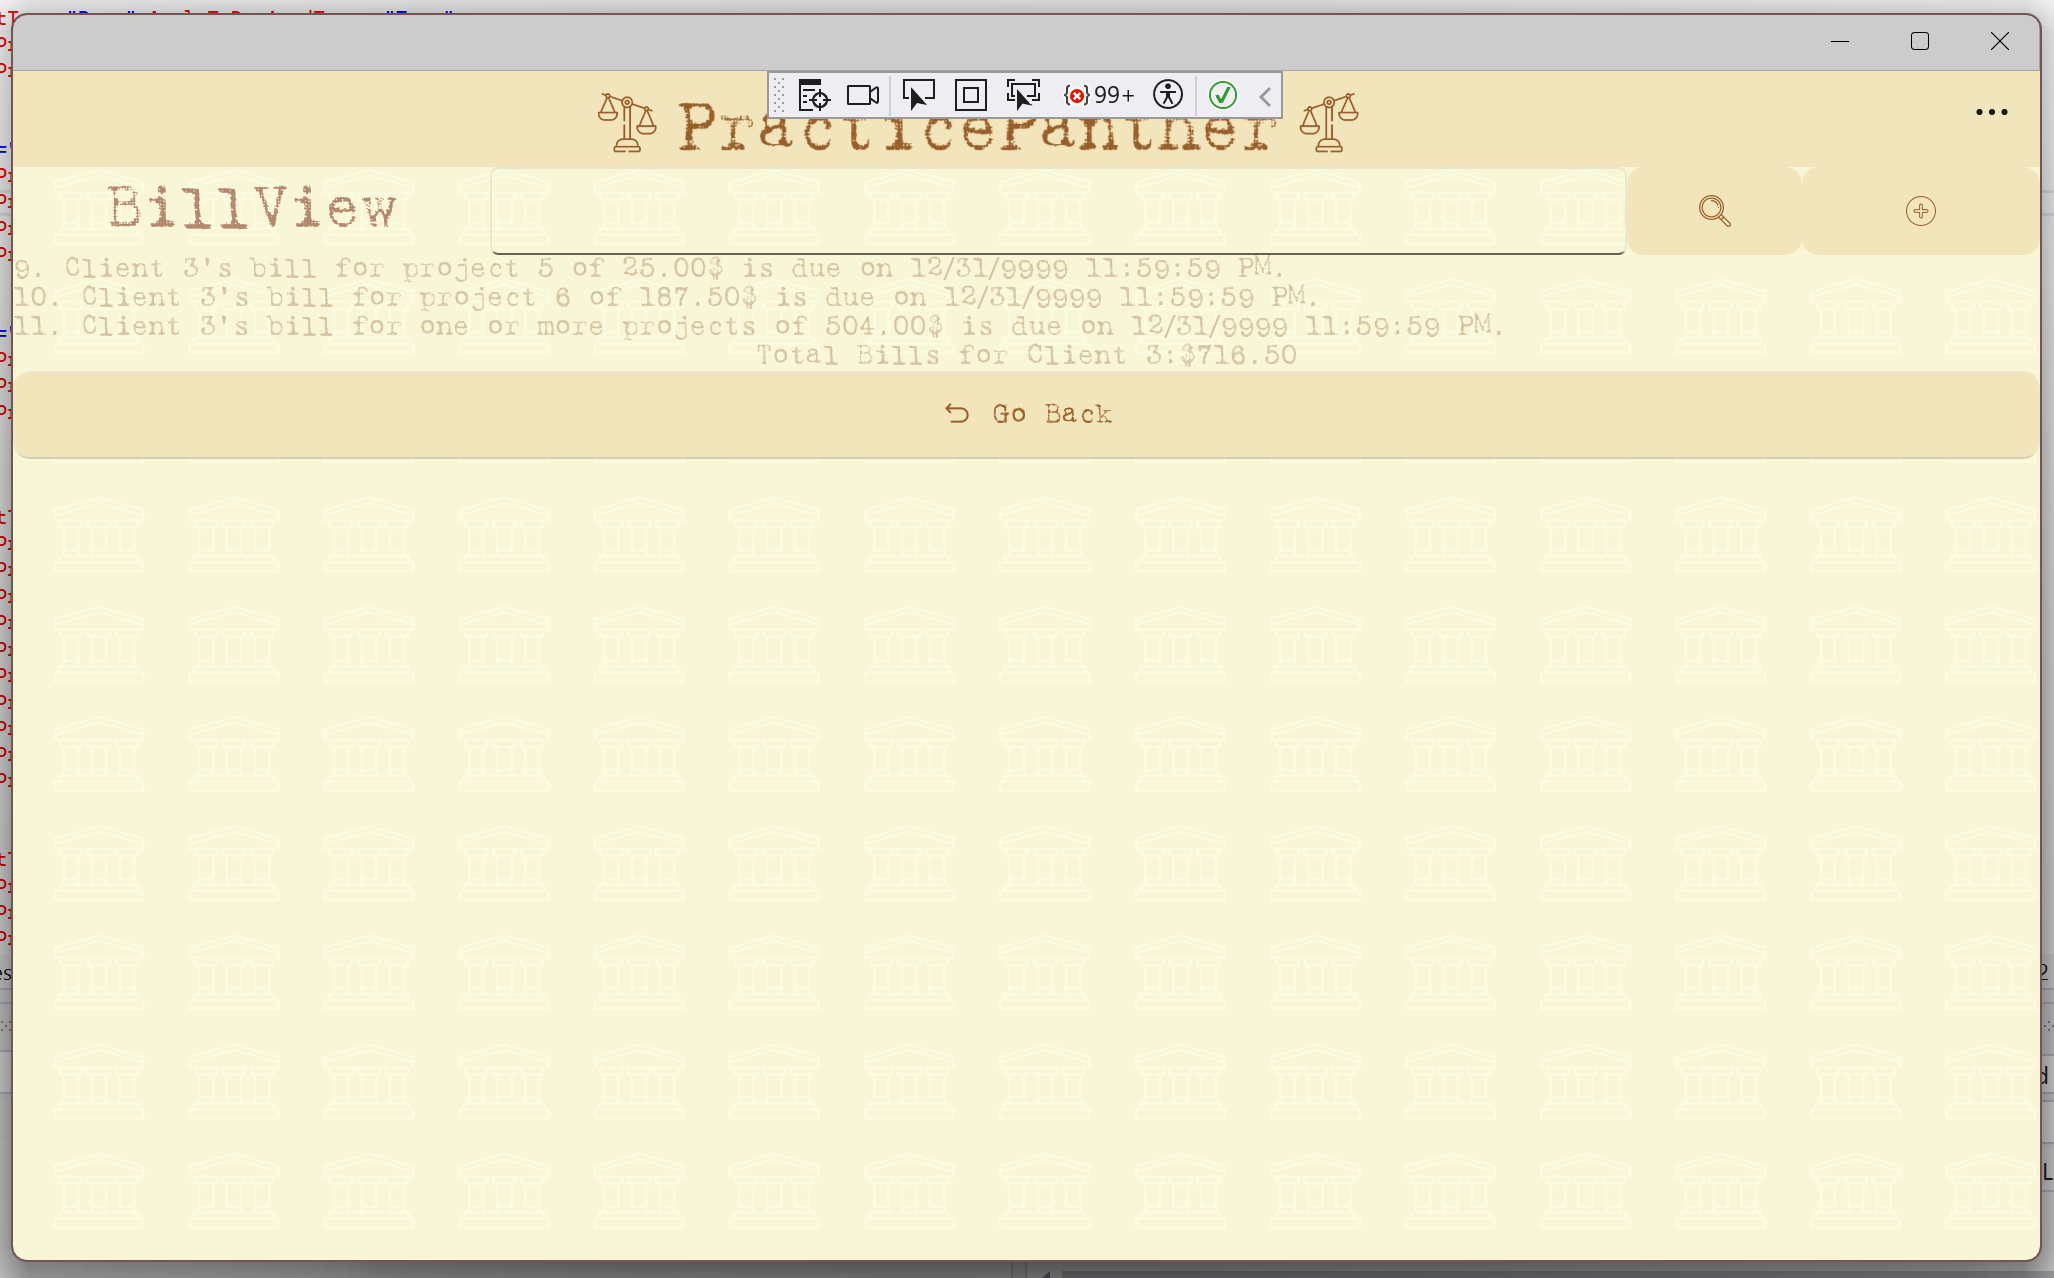 99+
PracticePanther
BillView
9. Client 3's bill for project 5 of 25.00$ is due on 12/31/9999 11:59:59 PM.
10. Client 3's bill for project 6 of 187.50$ is due on 12/31/9999 11:59:59 PM.
11. Client 3's bill for one or more projects of 504.00$ is due on 12/31/9999 11:59:59 PM.
Total Bills for Client 3:$716.50
Go Back